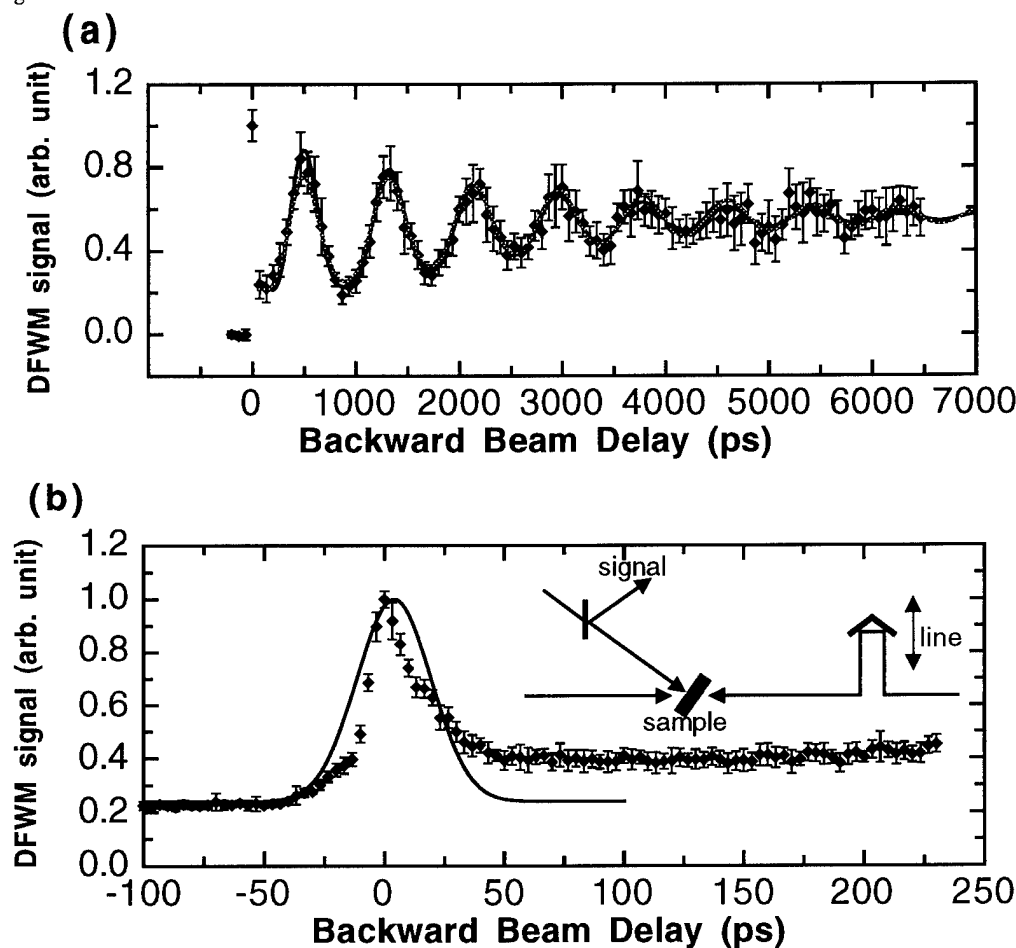 (a)
DFWM signal (arb. unit)
1.2
0.8
0.4
0.0
0 1000 2000 3000 4000 5000 6000 7000
Backward Beam Delay (ps)
(b)
DFWM signal (arb. unit)
1.2
1.0
0.8
0.6
0.4
0.2
0.0
signal
line
sample
-100 -50 0 50 100 150 200 250
Backward Beam Delay (ps)